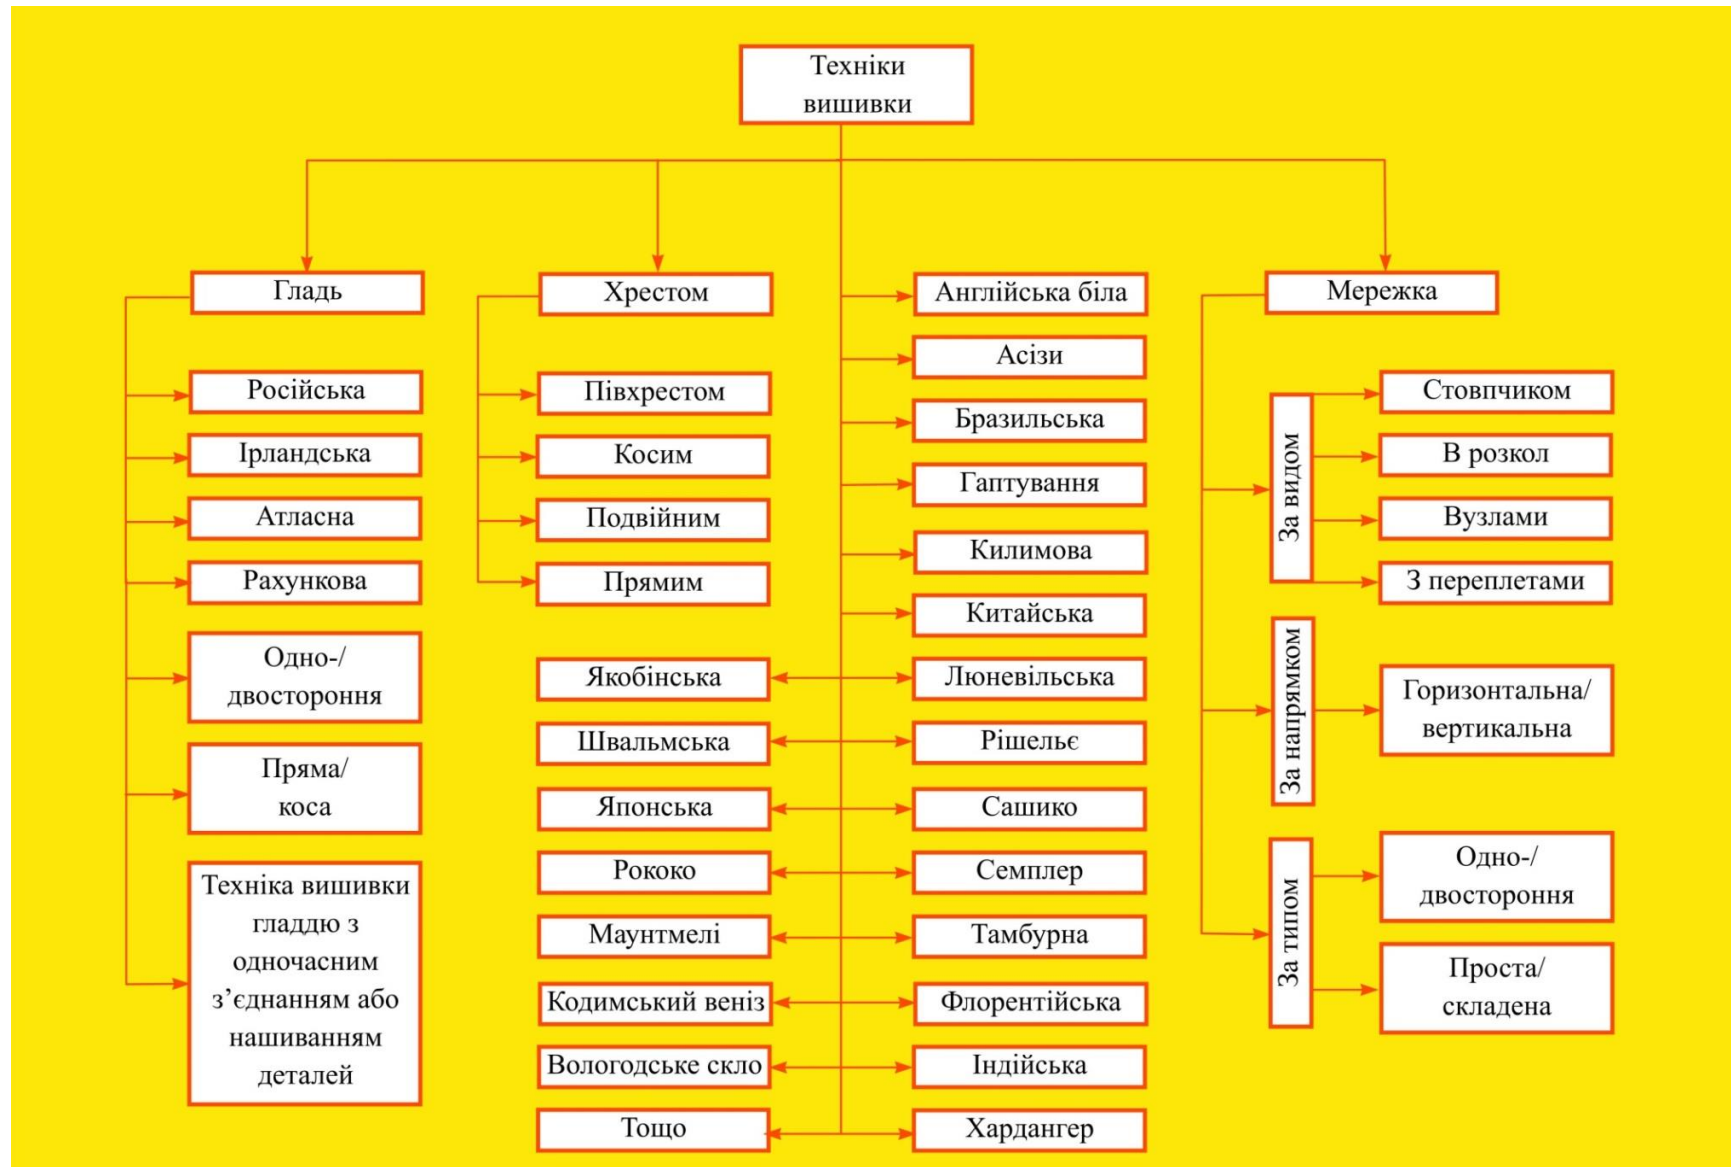 Техніки
вишивки
Гладь
Російська
Ірландська
Атласна
Рахункова
Одно-/
двостороння
Пряма/
коса
Техніка вишивки
гладдю з
одночасним
з’єднанням або
нашиванням
деталей
Хрестом
Півхрестом
Косим
Подвійним
Прямим
Якобінська
Швальмська
Японська
Рококо
Маунтмелі
Кодимський веніз
Вологодське скло
Тощо
Англійська біла
Асізи
Бразильська
Гаптування
Килимова
Китайська
Люневільська
Рішельє
Сашико
Семплер
Тамбурна
Флорентійська
Індійська
Хардангер
Мережка
За видом
Стовпчиком
В розкол
Вузлами
З переплетами
За напрямком
Горизонтальна/
вертикальна
За типом
Одно-/
двостороння
Проста/
складена